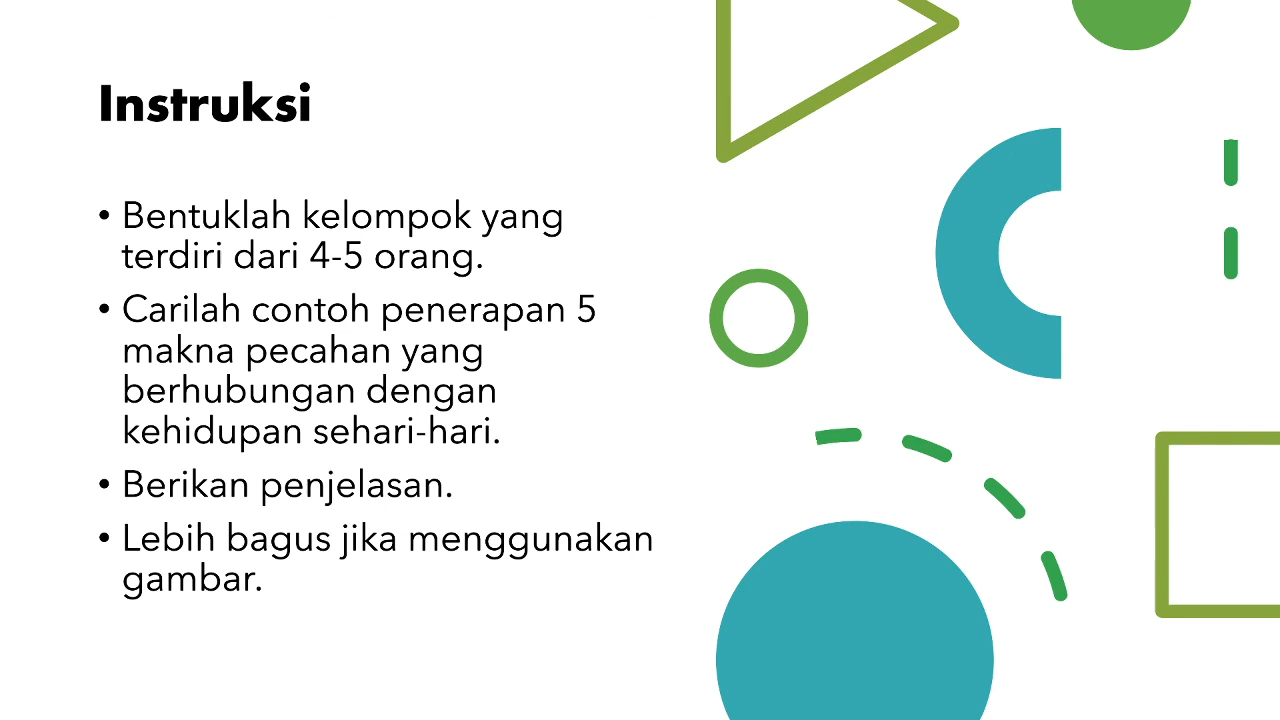 Instruksi
• Bentuklah kelompok yang
terdiri dari 4-5 orang.
• Carilah contoh penerapan 5
makna pecahan yang
berhubungan dengan
kehidupan sehari-hari.
• Berikan penjelasan.
• Lebih bagus jika menggunakan
gambar.